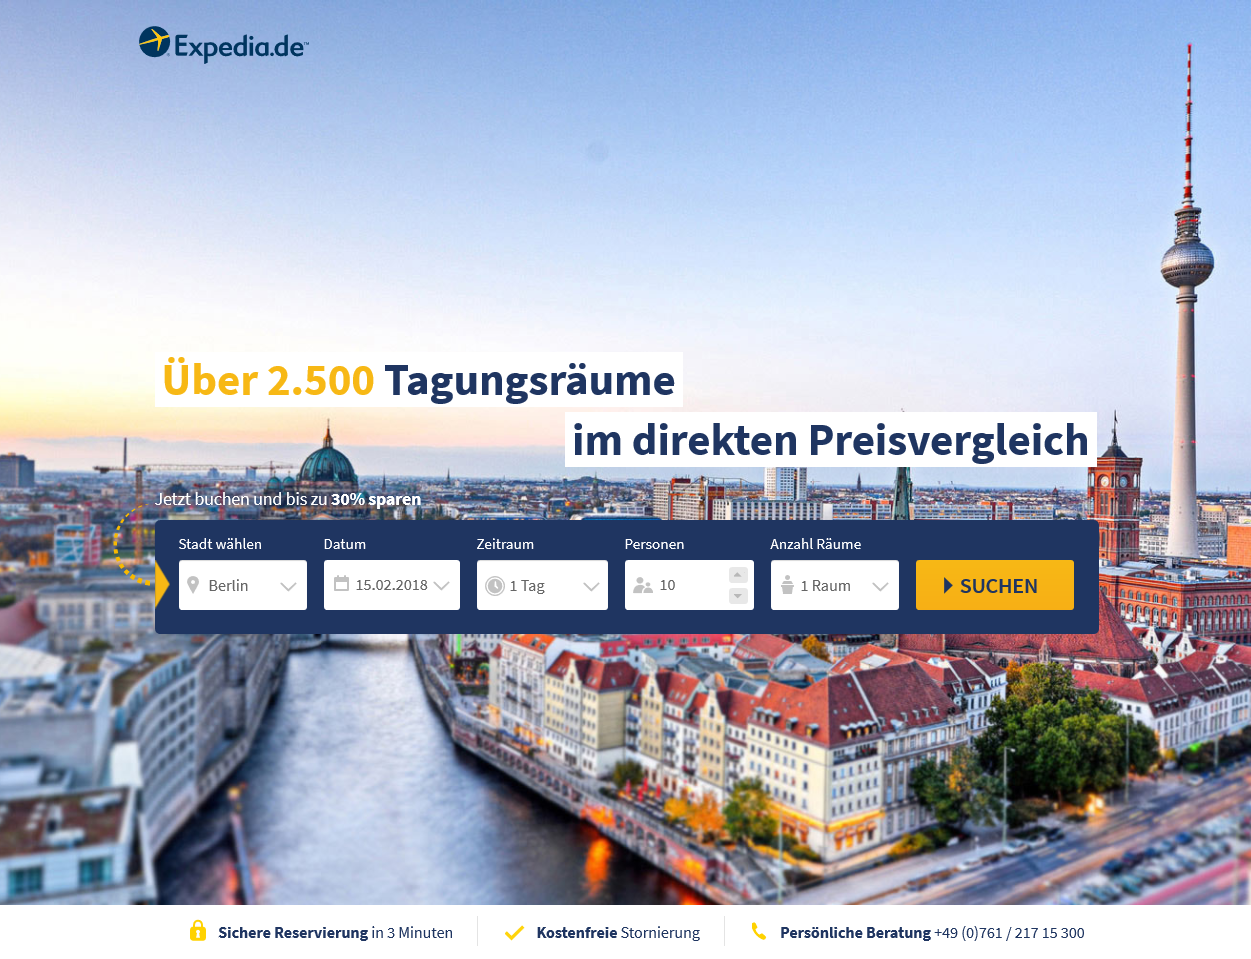 Expedia.de™
Über 2.500 Tagungsräume
im direkten Preisvergleich
Jetzt buchen und bis zu 30% sparen
Stadt wählen Datum Zeitraum Personen Anzahl Räume
Berlin 15.02.2018 1 Tag 10 1 Raum SUCHEN
Sichere Reservierung in 3 Minuten Kostenfreie Stornierung Persönliche Beratung +49 (0)761 / 217 15 300